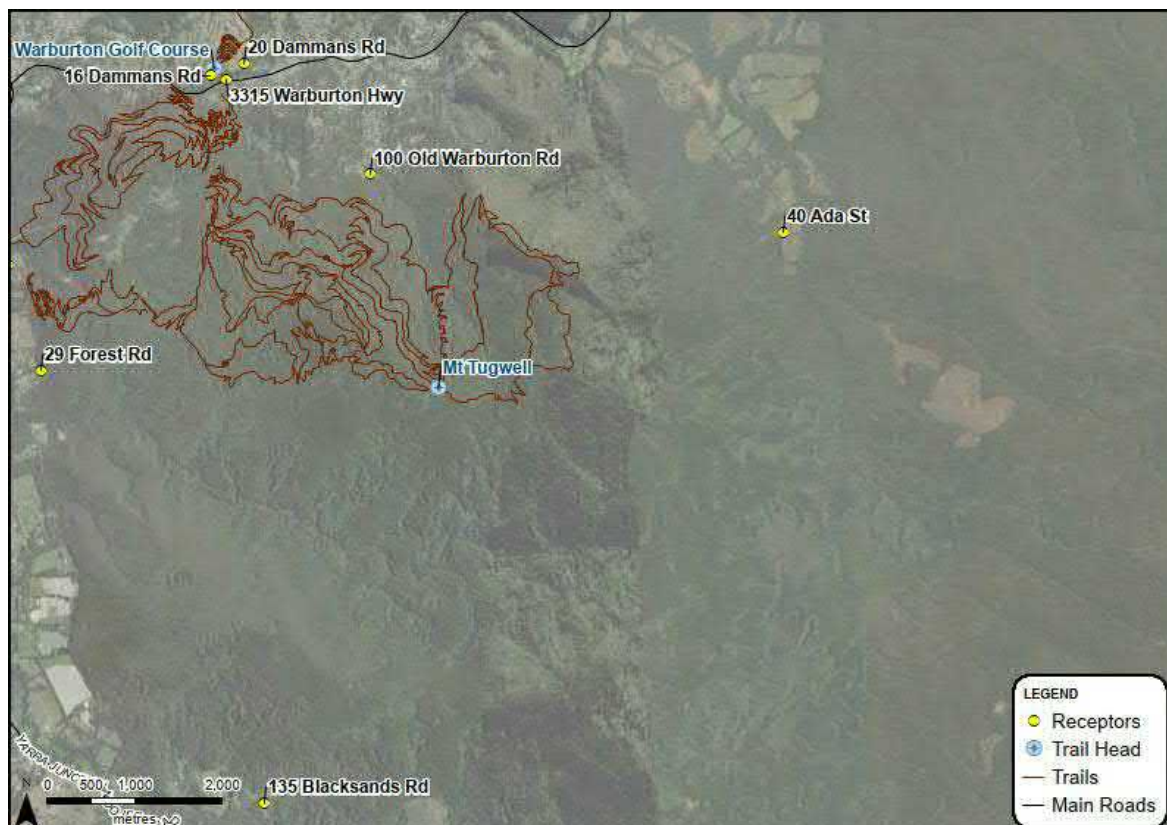 Warburton Golf Course
20 Dammans Rd
16 Dammans Rd
3315 Warburton Hwy
100 Old Warburton Rd
40 Ada St
29 Forest Rd
Mt Tugwell
LEGEND
Receptors
Trail Head
Trails
Main Roads
N
0 500 1,000 2,000
metres
135 Blacksands Rd